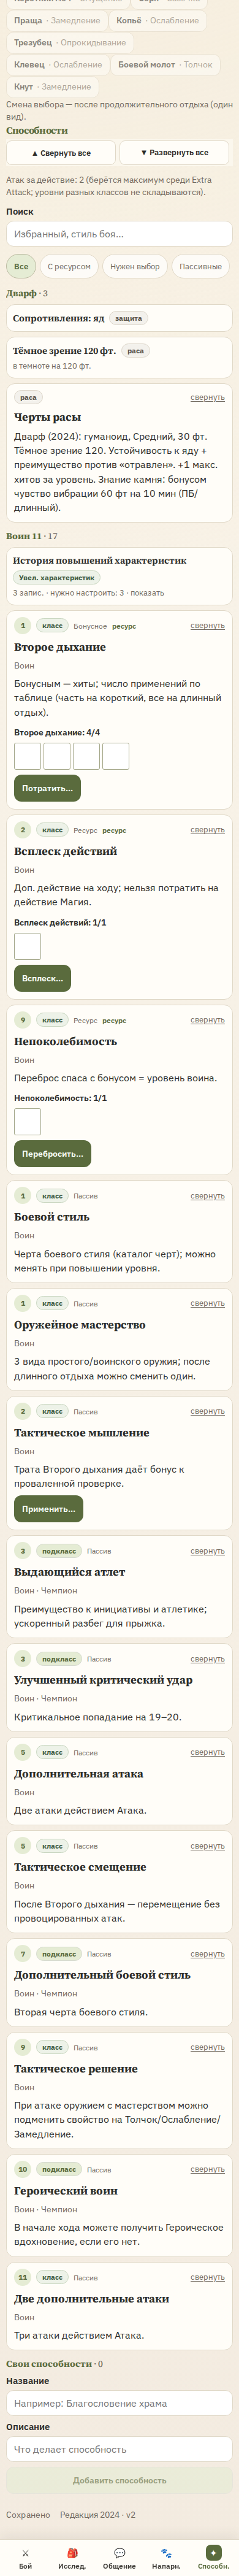 Праща · Замедление
Копьё · Ослабление
Трезубец · Опрокидывание
Клевец · Ослабление
Боевой молот · Толчок
Кнут · Замедление
Смена выбора — после продолжительного отдыха (один
вид).
Способности
▲ Свернуть все
▼ Развернуть все
Атак за действие: 2 (берётся максимум среди Extra
Attack; уровни разных классов не складываются).
Поиск
Избранный, стиль боя...
Все
С ресурсом
Нужен выбор
Пассивные
Дварф · 3
Сопротивления: яд защита
Тёмное зрение 120 фт. раса
в темноте на 120 фт.
раса свернуть
Черты расы
Дварф (2024): гуманоид, Средний, 30 фт.
Тёмное зрение 120. Устойчивость к яду +
преимущество против «отравлен». +1 макс.
хитов за уровень. Знание камня: бонусом
чувство вибрации 60 фт на 10 мин (ПБ/
длинный).
Воин 11 · 17
История повышений характеристик
Увел. характеристик
3 запис. · нужно настроить: 3 · показать
1 класс Бонусное ресурс свернуть
Второе дыхание
Воин
Бонусным — хиты; число применений по
таблице (часть на короткий, все на длинный
отдых).
Второе дыхание: 4/4
Потратить...
2 класс Ресурс ресурс свернуть
Всплеск действий
Воин
Доп. действие на ходу; нельзя потратить на
действие Магия.
Всплеск действий: 1/1
Всплеск...
9 класс Ресурс ресурс свернуть
Непоколебимость
Воин
Переброс спаса с бонусом = уровень воина.
Непоколебимость: 1/1
Перебросить...
1 класс Пассив свернуть
Боевой стиль
Воин
Черта боевого стиля (каталог черт); можно
менять при повышении уровня.
1 класс Пассив свернуть
Оружейное мастерство
Воин
3 вида простого/воинского оружия; после
длинного отдыха можно сменить один.
2 класс Пассив свернуть
Тактическое мышление
Воин
Трата Второго дыхания даёт бонус к
проваленной проверке.
Применить...
3 подкласс Пассив свернуть
Выдающийся атлет
Воин · Чемпион
Преимущество к инициативы и атлетике;
ускоренный разбег для прыжка.
3 подкласс Пассив свернуть
Улучшенный критический удар
Воин · Чемпион
Критикальное попадание на 19–20.
5 класс Пассив свернуть
Дополнительная атака
Воин
Две атаки действием Атака.
5 класс Пассив свернуть
Тактическое смещение
Воин
После Второго дыхания — перемещение без
провоцированных атак.
7 подкласс Пассив свернуть
Дополнительный боевой стиль
Воин · Чемпион
Вторая черта боевого стиля.
9 класс Пассив свернуть
Тактическое решение
Воин
При атаке оружием с мастерством можно
подменить свойство на Толчок/Ослабление/
Замедление.
10 подкласс Пассив свернуть
Героический воин
Воин · Чемпион
В начале хода можете получить Героическое
вдохновение, если его нет.
11 класс Пассив свернуть
Две дополнительные атаки
Воин
Три атаки действием Атака.
Свои способности · 0
Название
Например: Благословение храма
Описание
Что делает способность
Добавить способность
Сохранено Редакция 2024 · v2
Бой
Исслед.
Общение
Напарн.
Способн.